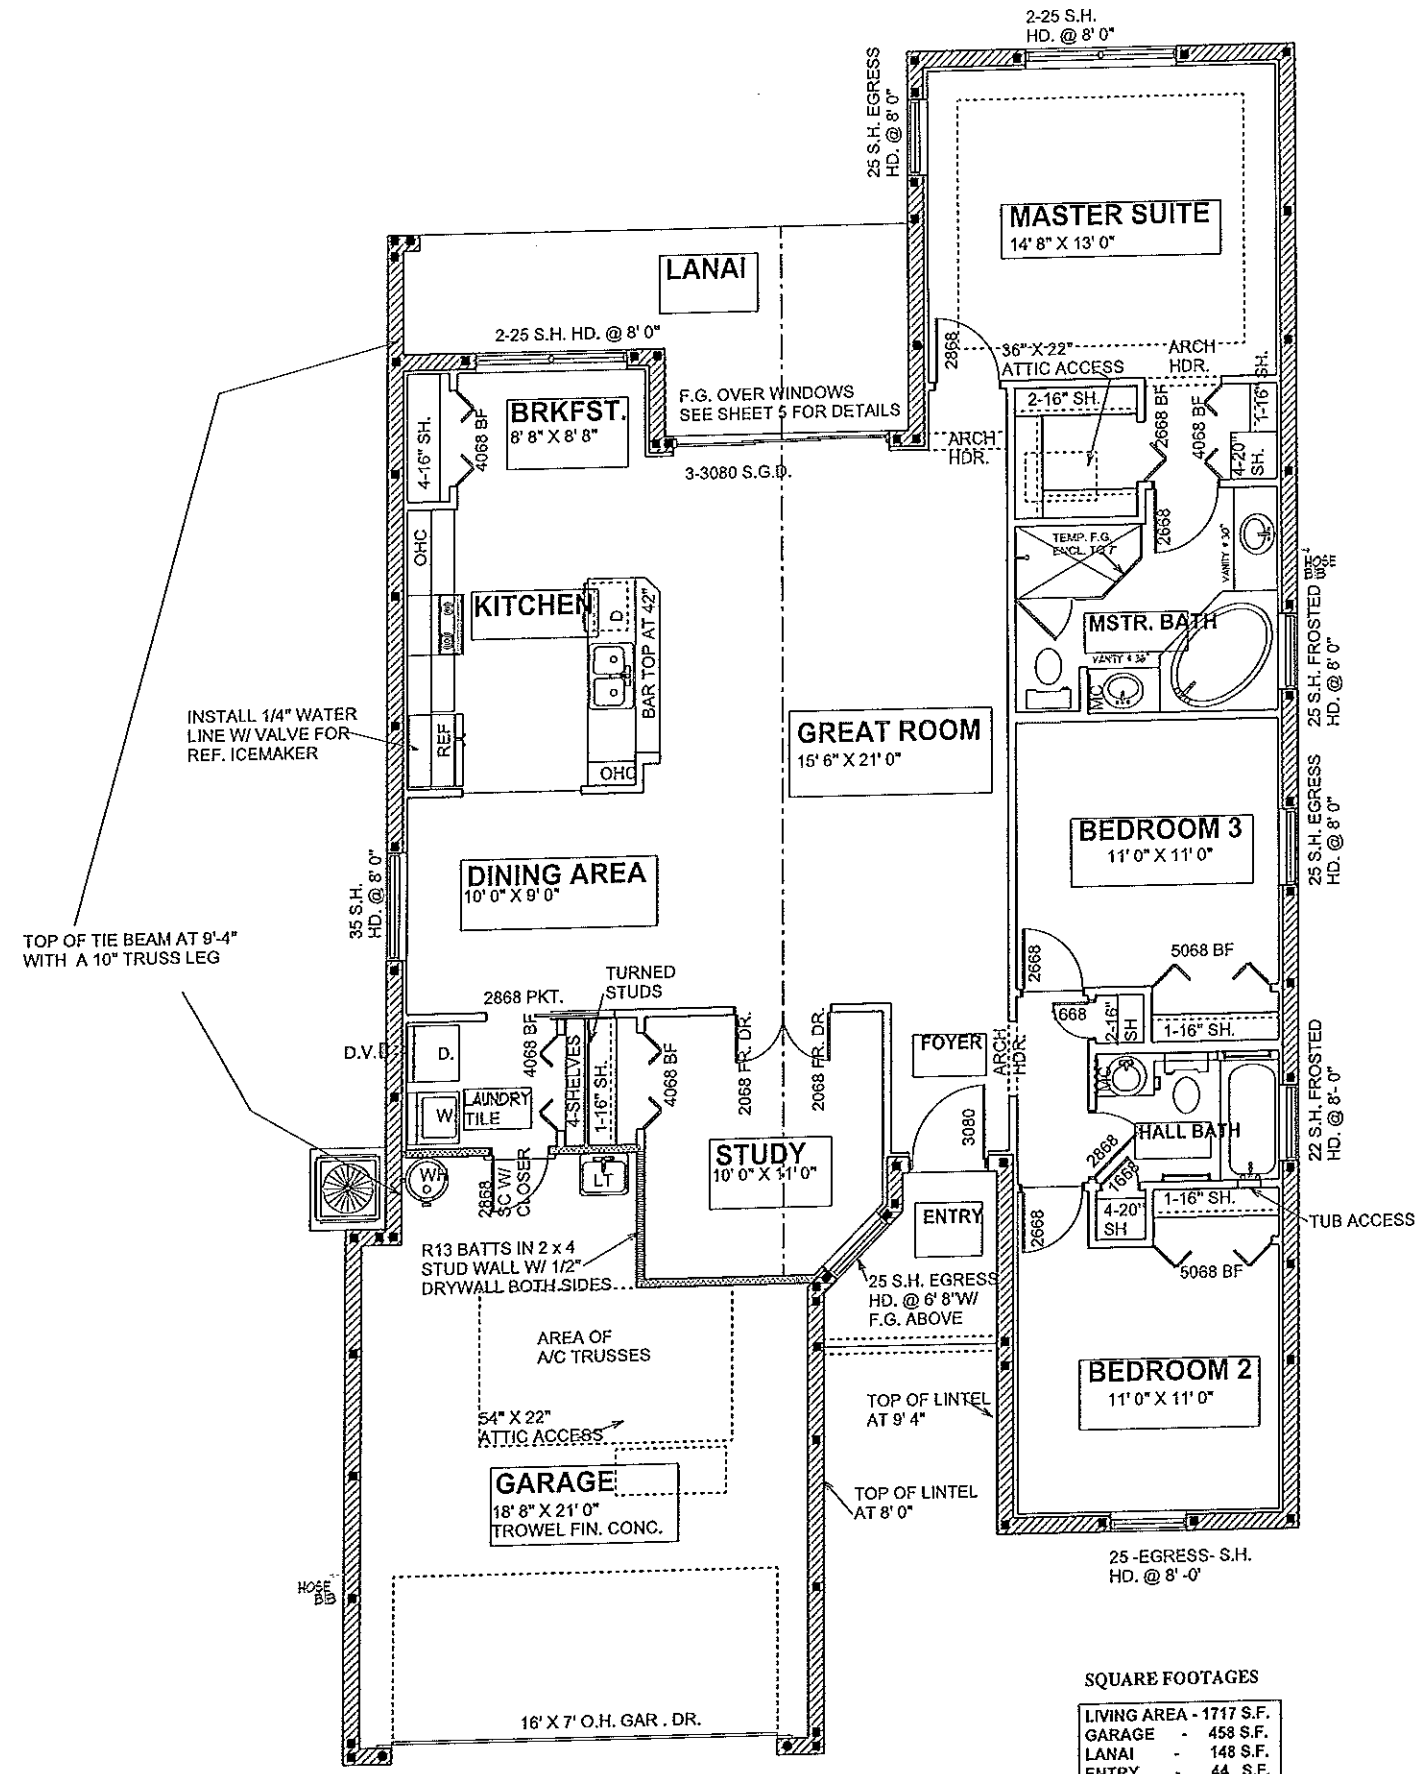 2-25 S.H.
HD. @ 8' 0"
25 S.H. EGRESS
HD. @ 8' 0"
MASTER SUITE
14' 8" X 13' 0"
LANAI
2-25 S.H. HD. @ 8' 0"
2868
36" X 22"
ATTIC ACCESS
ARCH
HDR.
F.G. OVER WINDOWS
SEE SHEET 5 FOR DETAILS
2-16" SH.
2668 BF
4068 BF
1-16" SH.
4-20"
SH.
BRKFST.
8' 8" X 8' 8"
4-16" SH.
4068 BF
ARCH
HDR.
3-3080 S.G.D.
2668
OHC
TEMP. F.G.
ENCL. TO 7'
VANITY # 30"
HOSE
BIB
KITCHEN
D
BAR TOP AT 42"
MSTR. BATH
VANITY # 36"
MC
25 S.H. FROSTED
HD. @ 8' 0"
INSTALL 1/4" WATER
LINE W/ VALVE FOR
REF. ICEMAKER
REF
OHC
GREAT ROOM
15' 6" X 21' 0"
25 S.H. EGRESS
HD. @ 8' 0"
BEDROOM 3
11' 0" X 11' 0"
35 S.H.
HD. @ 8' 0"
DINING AREA
10' 0" X 9' 0"
TOP OF TIE BEAM AT 9'-4"
WITH A 10" TRUSS LEG
2668
5068 BF
TURNED
STUDS
2868 PKT.
1668
2-16"
SH
1-16" SH.
D.V.
D.
4068 BF
4-SHELVES
1-16" SH.
4068 BF
2068 FR. DR.
2068 FR. DR.
FOYER
ARCH
HDR.
MC
22 S.H. FROSTED
HD. @ 8'- 0"
W
LAUNDRY
TILE
3080
HALL BATH
2868
1668
STUDY
10' 0" X 11' 0"
WH
2868
SC W/
CLOSER
LT
ENTRY
2668
4-20"
SH
1-16" SH.
TUB ACCESS
R13 BATTS IN 2 x 4
STUD WALL W/ 1/2"
DRYWALL BOTH SIDES
25 S.H. EGRESS
HD. @ 6' 8"W/
F.G. ABOVE
5068 BF
AREA OF
A/C TRUSSES
BEDROOM 2
11' 0" X 11' 0"
54" X 22"
ATTIC ACCESS
TOP OF LINTEL
AT 9' 4"
GARAGE
18' 8" X 21' 0"
TROWEL FIN. CONC.
TOP OF LINTEL
AT 8' 0"
25 -EGRESS- S.H.
HD. @ 8' -0'
HOSE
BIB
16' X 7' O.H. GAR . DR.
SQUARE FOOTAGES
LIVING AREA - 1717 S.F.
GARAGE - 458 S.F.
LANAI - 148 S.F.
ENTRY - 44 S.F.